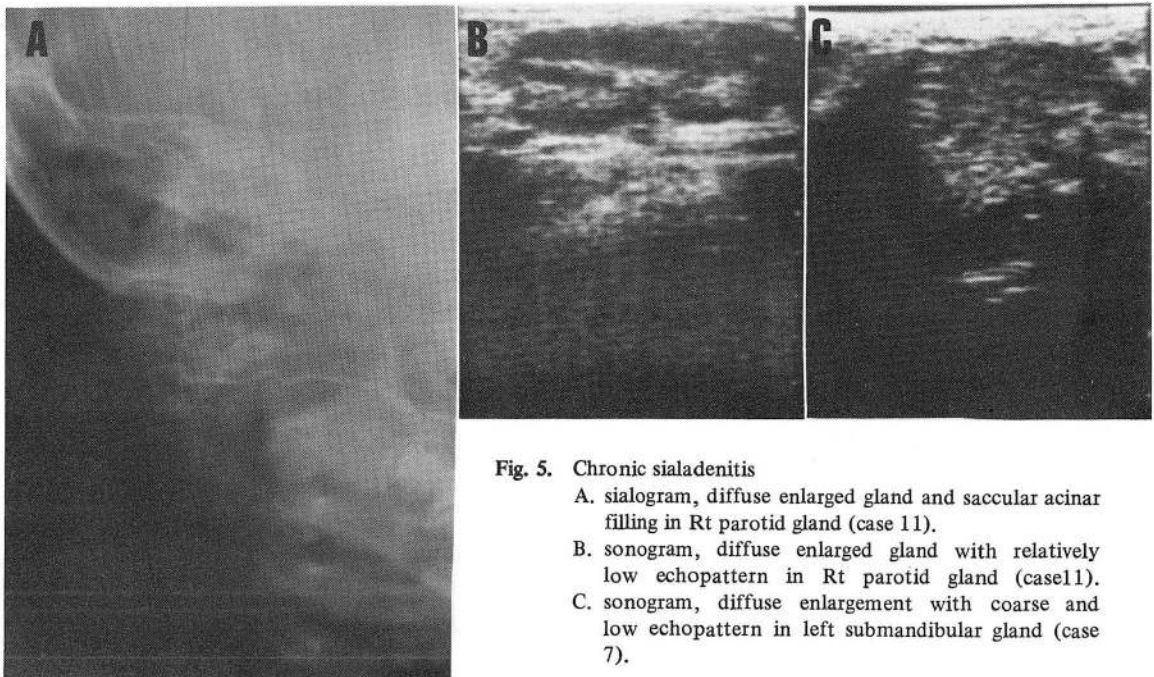 A
B
C
Fig. 5. Chronic sialadenitis
A. sialogram, diffuse enlarged gland and saccular acinar
filling in Rt parotid gland (case 11).
B. sonogram, diffuse enlarged gland with relatively
low echopattern in Rt parotid gland (case11).
C. sonogram, diffuse enlargement with coarse and
low echopattern in left submandibular gland (case
7).